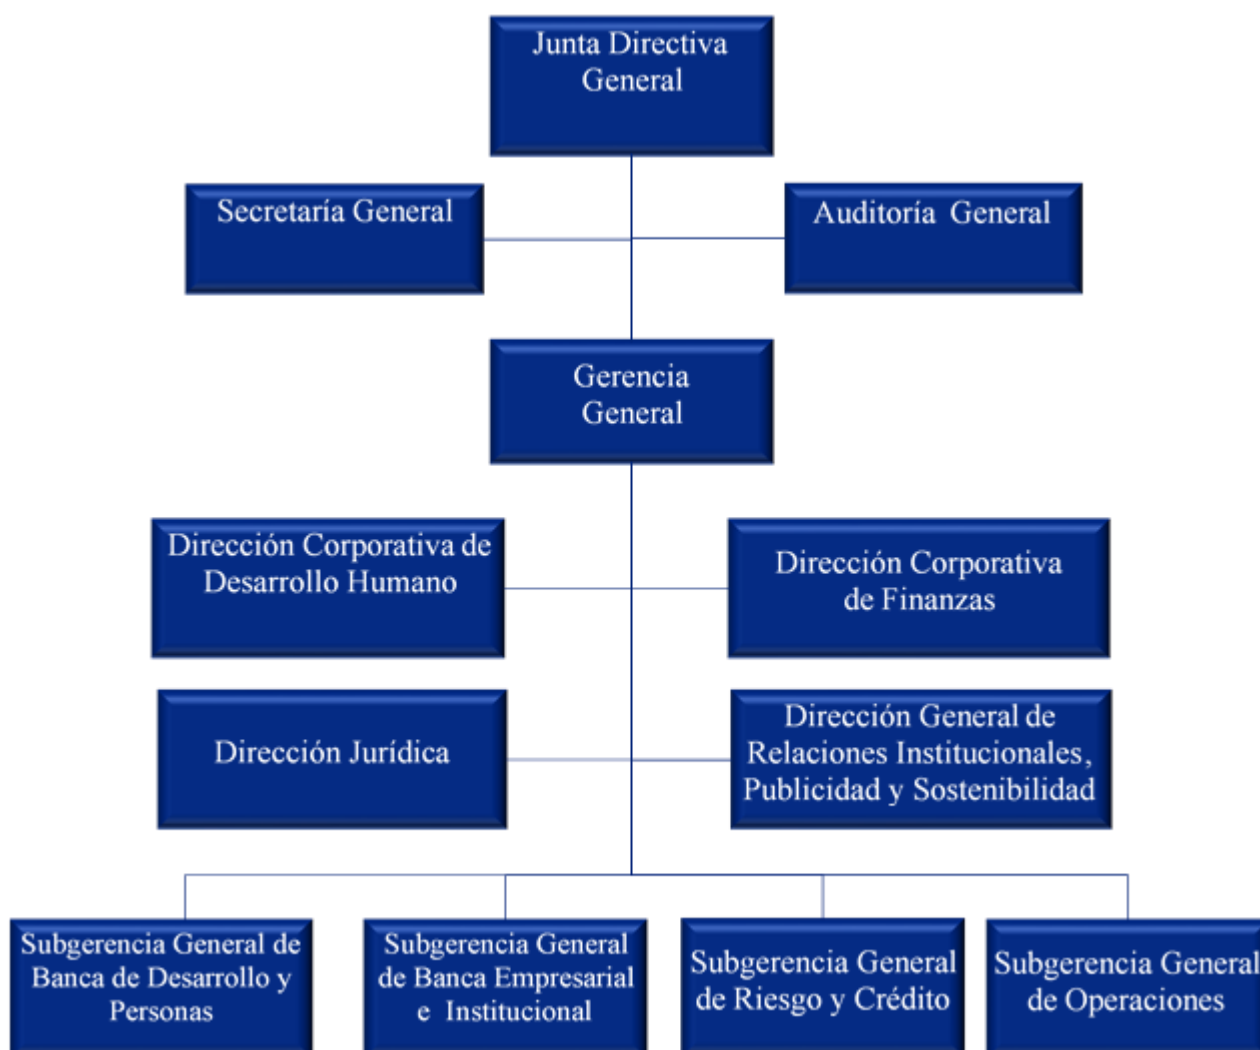 Junta Directiva
General
Secretaría General
Auditoría General
Gerencia
General
Dirección Corporativa de
Desarrollo Humano
Dirección Corporativa
de Finanzas
Dirección Jurídica
Dirección General de
Relaciones Institucionales,
Publicidad y Sostenibilidad
Subgerencia General de
Banca de Desarrollo y
Personas
Subgerencia General
de Banca Empresarial
e Institucional
Subgerencia General
de Riesgo y Crédito
Subgerencia General
de Operaciones